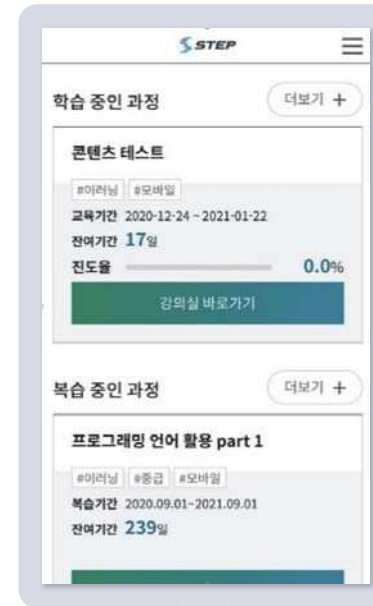 STEP
학습 중인 과정
더보기 +
콘텐츠 테스트
#이러닝 #모바일
교육기간 2020-12-24 ~ 2021-01-22
잔여기간 17일
진도율 0.0%
강의실 바로가기
복습 중인 과정
더보기 +
프로그래밍 언어 활용 part 1
#이러닝 #중급 #모바일
복습기간 2020.09.01~2021.09.01
잔여기간 239일